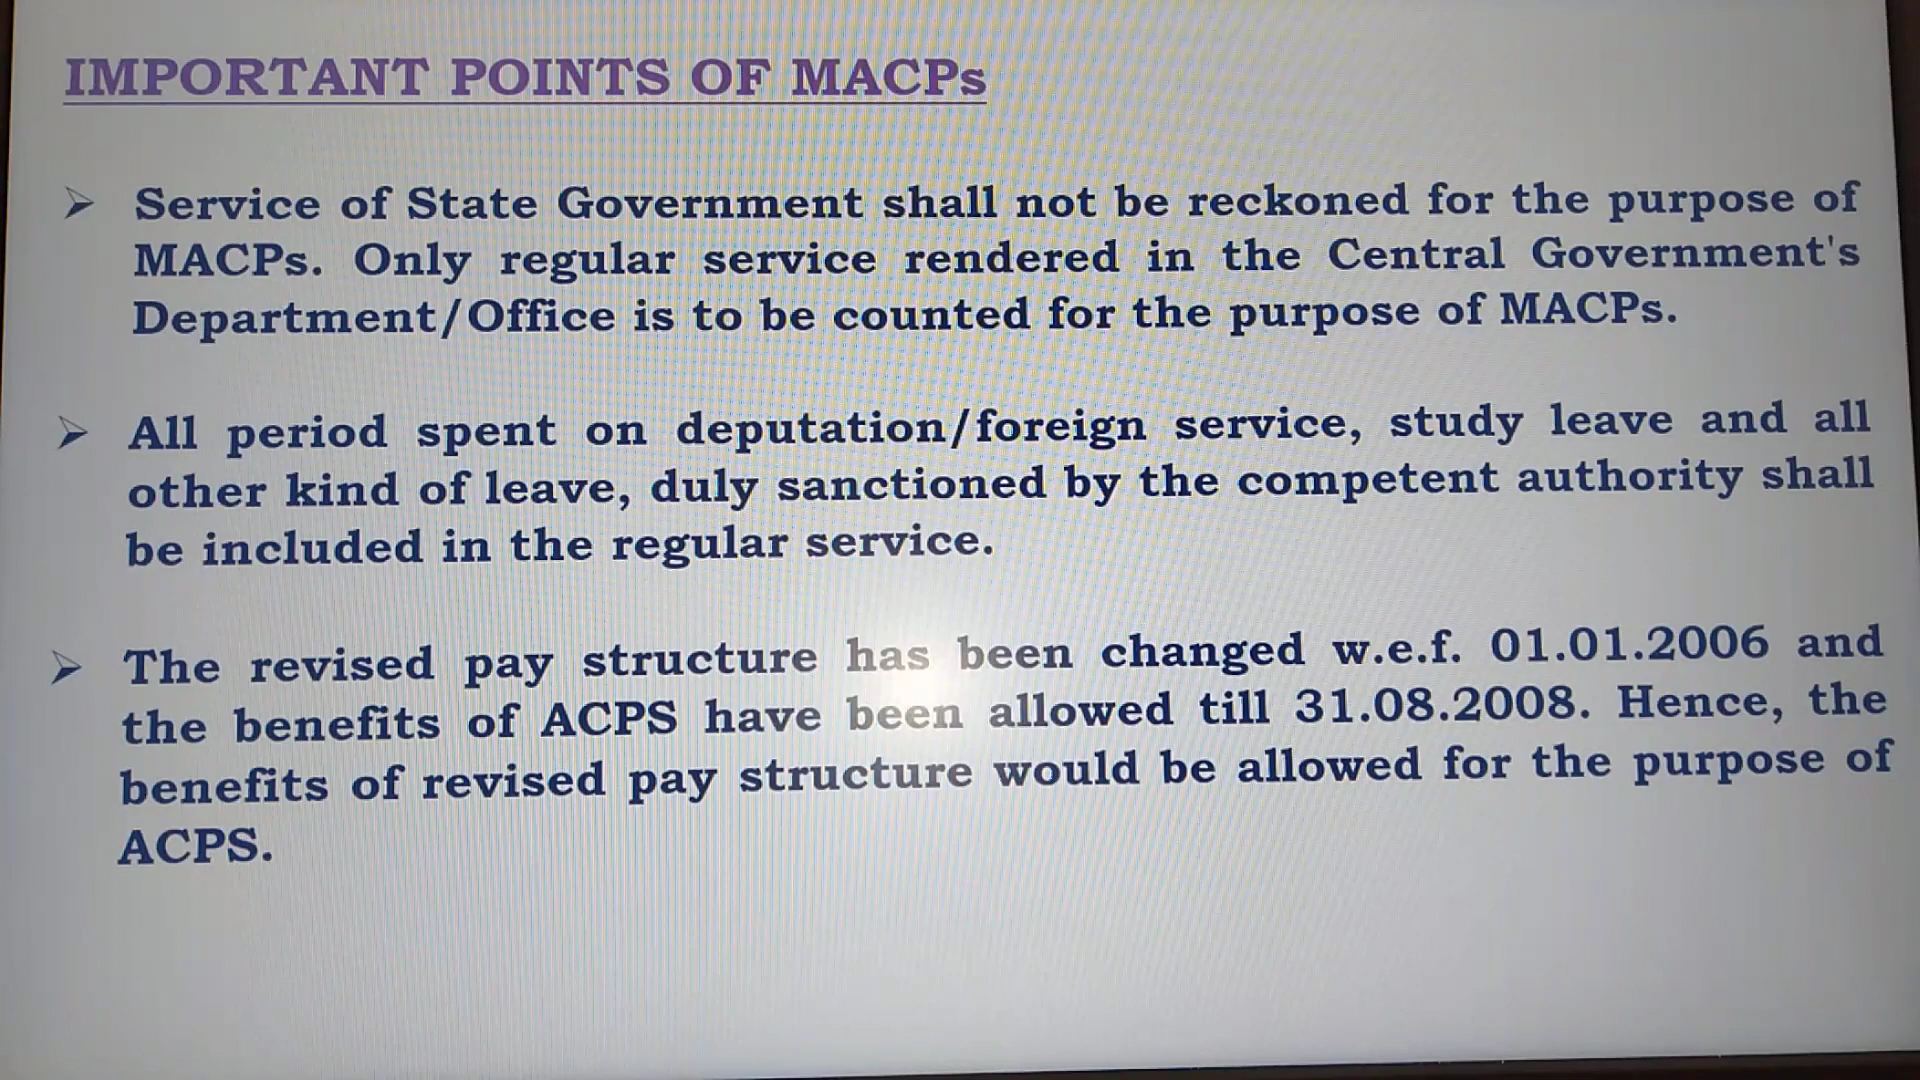 IMPORTANT POINTS OF MACPs
➢ Service of State Government shall not be reckoned for the purpose of
MACPs. Only regular service rendered in the Central Government's
Department/Office is to be counted for the purpose of MACPs.
➢ All period spent on deputation/foreign service, study leave and all
other kind of leave, duly sanctioned by the competent authority shall
be included in the regular service.
➢ The revised pay structure has been changed w.e.f. 01.01.2006 and
the benefits of ACPS have been allowed till 31.08.2008. Hence, the
benefits of revised pay structure would be allowed for the purpose of
ACPS.